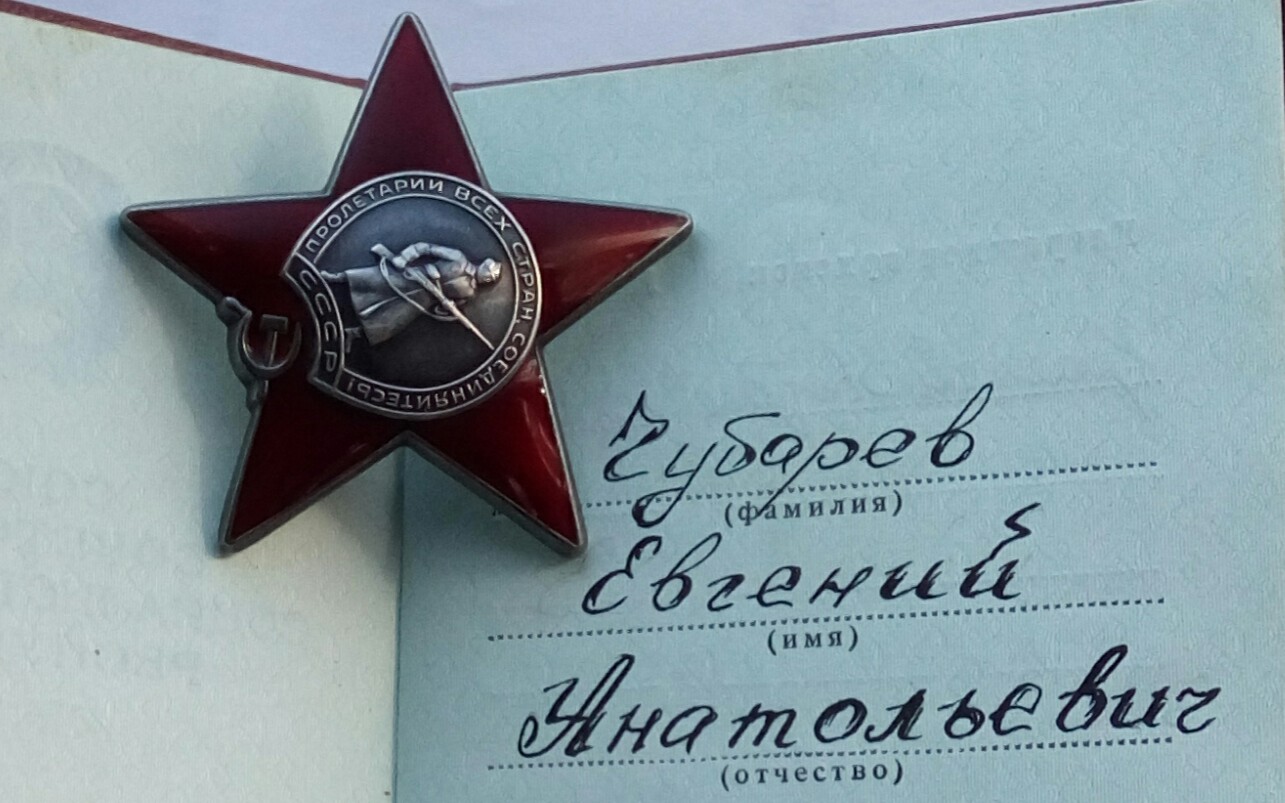 ПРОЛЕТАРИИ ВСЕХ СТРАН, СОЕДИНЯЙТЕСЬ!
СССР
Чубарев
(фамилия)
Евгений
(имя)
Анатольевич
(отчество)